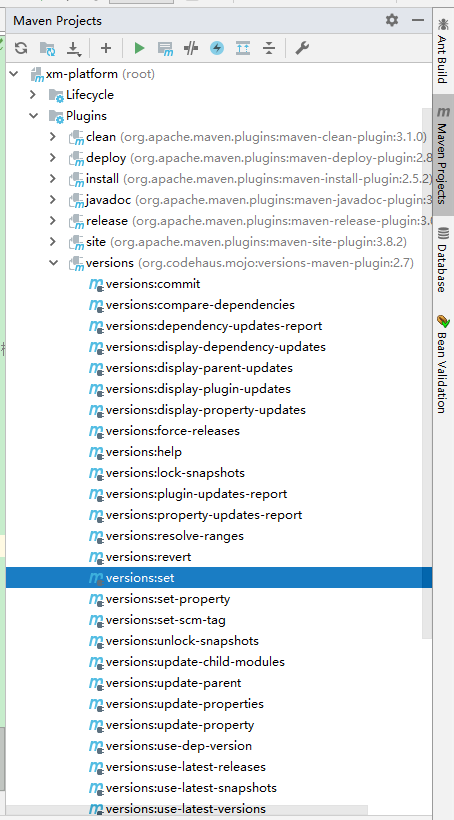 Maven Projects
xm-platform (root)
Lifecycle
Plugins
clean (org.apache.maven.plugins:maven-clean-plugin:3.1.0)
deploy (org.apache.maven.plugins:maven-deploy-plugin:2.8
install (org.apache.maven.plugins:maven-install-plugin:2.5.2)
javadoc (org.apache.maven.plugins:maven-javadoc-plugin:3.
release (org.apache.maven.plugins:maven-release-plugin:3.
site (org.apache.maven.plugins:maven-site-plugin:3.8.2)
versions (org.codehaus.mojo:versions-maven-plugin:2.7)
versions:commit
versions:compare-dependencies
versions:dependency-updates-report
versions:display-dependency-updates
versions:display-parent-updates
versions:display-plugin-updates
versions:display-property-updates
versions:force-releases
versions:help
versions:lock-snapshots
versions:plugin-updates-report
versions:property-updates-report
versions:resolve-ranges
versions:revert
versions:set
versions:set-property
versions:set-scm-tag
versions:unlock-snapshots
versions:update-child-modules
versions:update-parent
versions:update-properties
versions:update-property
versions:use-dep-version
versions:use-latest-releases
versions:use-latest-snapshots
versions:use-latest-versions
Ant Build
Maven Projects
Database
Bean Validation